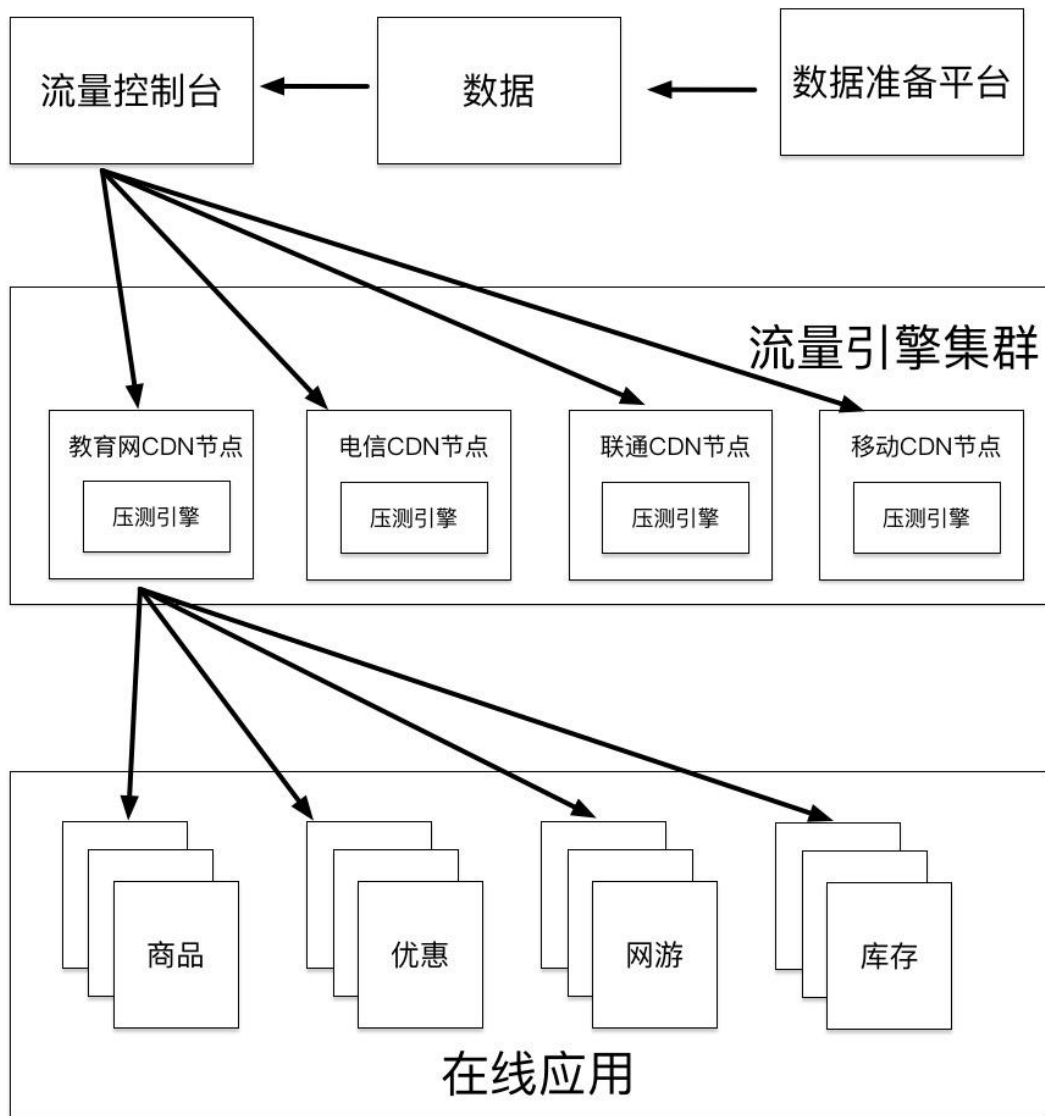 流量控制台
数据
数据准备平台
流量引擎集群
教育网CDN节点
电信CDN节点
联通CDN节点
移动CDN节点
压测引擎
压测引擎
压测引擎
压测引擎
商品
优惠
网游
库存
在线应用